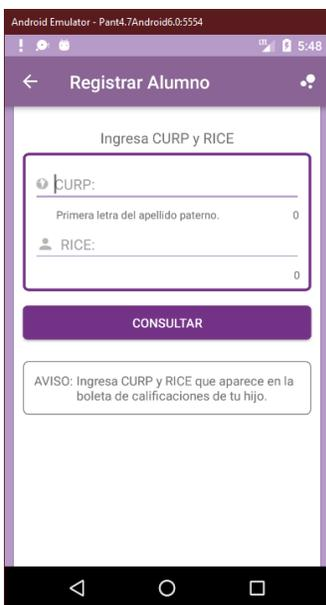 Android Emulator - Pant4.7Android6.0:5554
LTE 5:48
Registrar Alumno
Ingresa CURP y RICE
CURP:
Primera letra del apellido paterno. 0
RICE:
0
CONSULTAR
AVISO: Ingresa CURP y RICE que aparece en la
boleta de calificaciones de tu hijo.